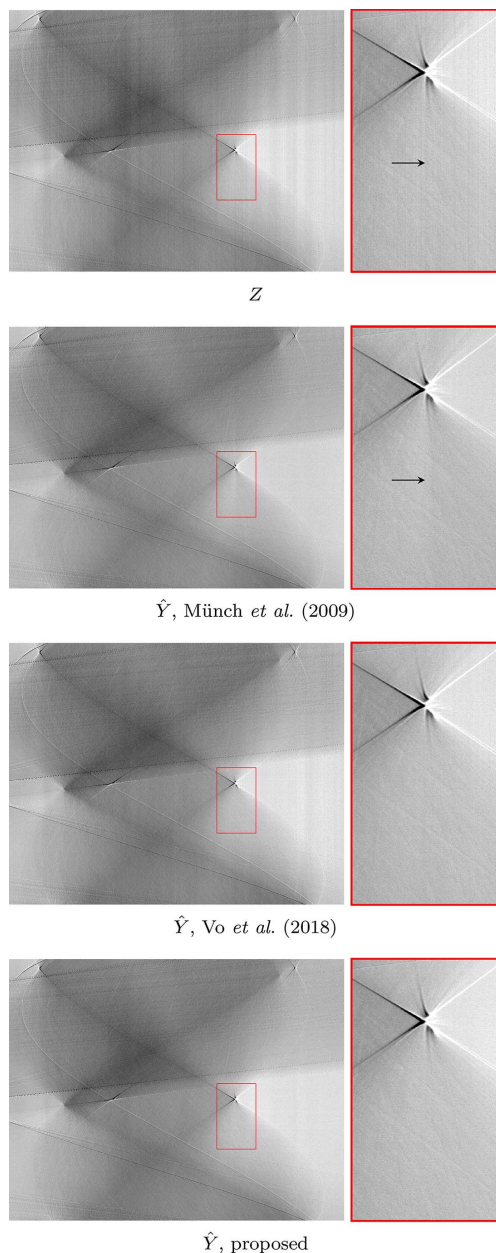 Z
Ŷ, Münch et al. (2009)
Ŷ, Vo et al. (2018)
Ŷ, proposed